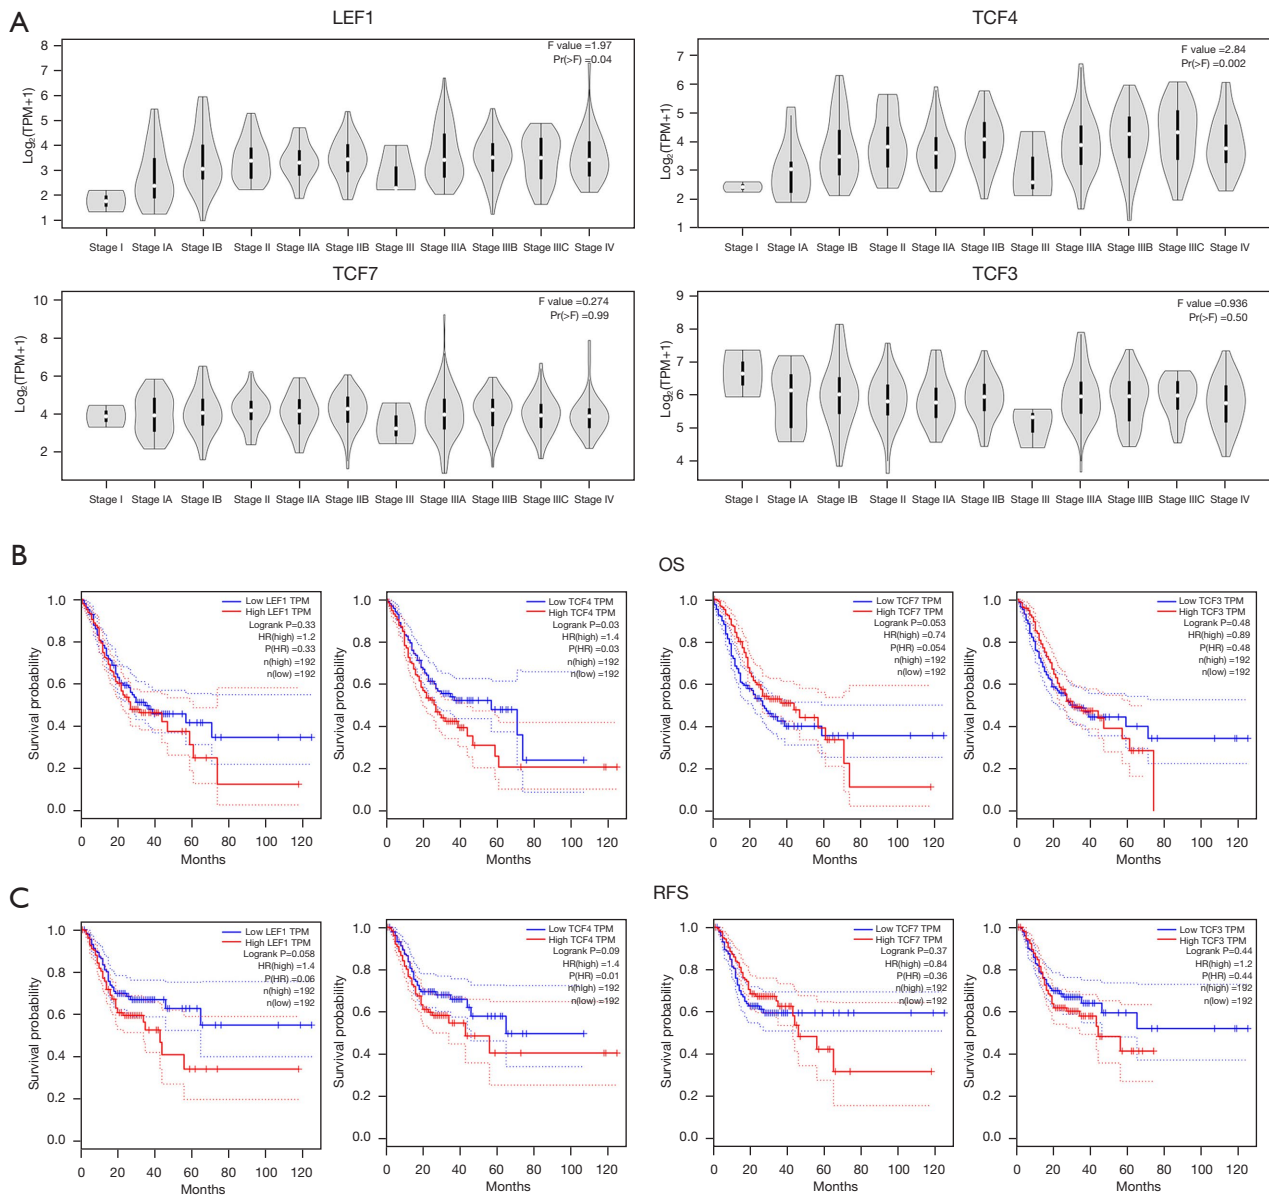 A
LEF1
F value =1.97
Pr(>F) =0.04
Log2(TPM+1)
8
7
6
5
4
3
2
1
Stage I Stage IA Stage IB Stage II Stage IIA Stage IIB Stage III Stage IIIA Stage IIIB Stage IIIC Stage IV
TCF4
F value =2.84
Pr(>F) =0.002
Log2(TPM+1)
7
6
5
4
3
2
1
Stage I Stage IA Stage IB Stage II Stage IIA Stage IIB Stage III Stage IIIA Stage IIIB Stage IIIC Stage IV
TCF7
F value =0.274
Pr(>F) =0.99
Log2(TPM+1)
10
8
6
4
2
Stage I Stage IA Stage IB Stage II Stage IIA Stage IIB Stage III Stage IIIA Stage IIIB Stage IIIC Stage IV
TCF3
F value =0.936
Pr(>F) =0.50
Log2(TPM+1)
9
8
7
6
5
4
Stage I Stage IA Stage IB Stage II Stage IIA Stage IIB Stage III Stage IIIA Stage IIIB Stage IIIC Stage IV
B
OS
Low LEF1 TPM
High LEF1 TPM
Logrank P=0.33
HR(high) =1.2
P(HR) =0.33
n(high) =192
n(low) =192
Survival probability
1.0
0.8
0.6
0.4
0.2
0.0
0 20 40 60 80 100 120
Months
Low TCF4 TPM
High TCF4 TPM
Logrank P=0.03
HR(high) =1.4
P(HR) =0.03
n(high) =192
n(low) =192
Survival probability
1.0
0.8
0.6
0.4
0.2
0.0
0 20 40 60 80 100 120
Months
Low TCF7 TPM
High TCF7 TPM
Logrank P=0.053
HR(high) =0.74
P(HR) =0.054
n(high) =192
n(low) =192
Survival probability
1.0
0.8
0.6
0.4
0.2
0.0
0 20 40 60 80 100 120
Months
Low TCF3 TPM
High TCF3 TPM
Logrank P=0.48
HR(high) =0.89
P(HR) =0.48
n(high) =192
n(low) =192
Survival probability
1.0
0.8
0.6
0.4
0.2
0.0
0 20 40 60 80 100 120
Months
C
RFS
Low LEF1 TPM
High LEF1 TPM
Logrank P=0.058
HR(high) =1.4
P(HR) =0.06
n(high) =192
n(low) =192
Survival probability
1.0
0.8
0.6
0.4
0.2
0.0
0 20 40 60 80 100 120
Months
Low TCF4 TPM
High TCF4 TPM
Logrank P=0.09
HR(high) =1.4
P(HR) =0.01
n(high) =192
n(low) =192
Survival probability
1.0
0.8
0.6
0.4
0.2
0.0
0 20 40 60 80 100 120
Months
Low TCF7 TPM
High TCF7 TPM
Logrank P=0.37
HR(high) =0.84
P(HR) =0.36
n(high) =192
n(low) =192
Survival probability
1.0
0.8
0.6
0.4
0.2
0.0
0 20 40 60 80 100 120
Months
Low TCF3 TPM
High TCF3 TPM
Logrank P=0.44
HR(high) =1.2
P(HR) =0.44
n(high) =192
n(low) =192
Survival probability
1.0
0.8
0.6
0.4
0.2
0.0
0 20 40 60 80 100 120
Months